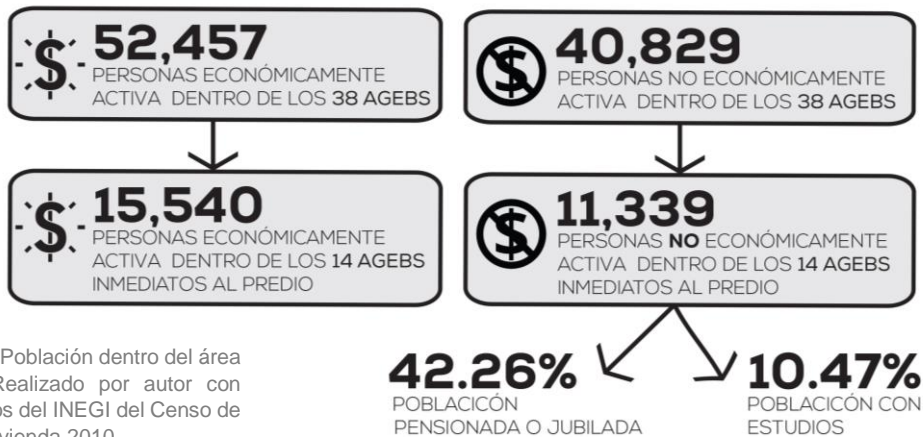 52,457
PERSONAS ECONÓMICAMENTE
ACTIVA DENTRO DE LOS 38 AGEBS
40,829
PERSONAS NO ECONÓMICAMENTE
ACTIVA DENTRO DE LOS 38 AGEBS
15,540
PERSONAS ECONÓMICAMENTE
ACTIVA DENTRO DE LOS 14 AGEBS
INMEDIATOS AL PREDIO
11,339
PERSONAS NO ECONÓMICAMENTE
ACTIVA DENTRO DE LOS 14 AGEBS
INMEDIATOS AL PREDIO
Población dentro del área
Realizado por autor con
del INEGI del Censo de
2010
42.26%
POBLACICÓN
PENSIONADA O JUBILADA
10.47%
POBLACICÓN CON
ESTUDIOS